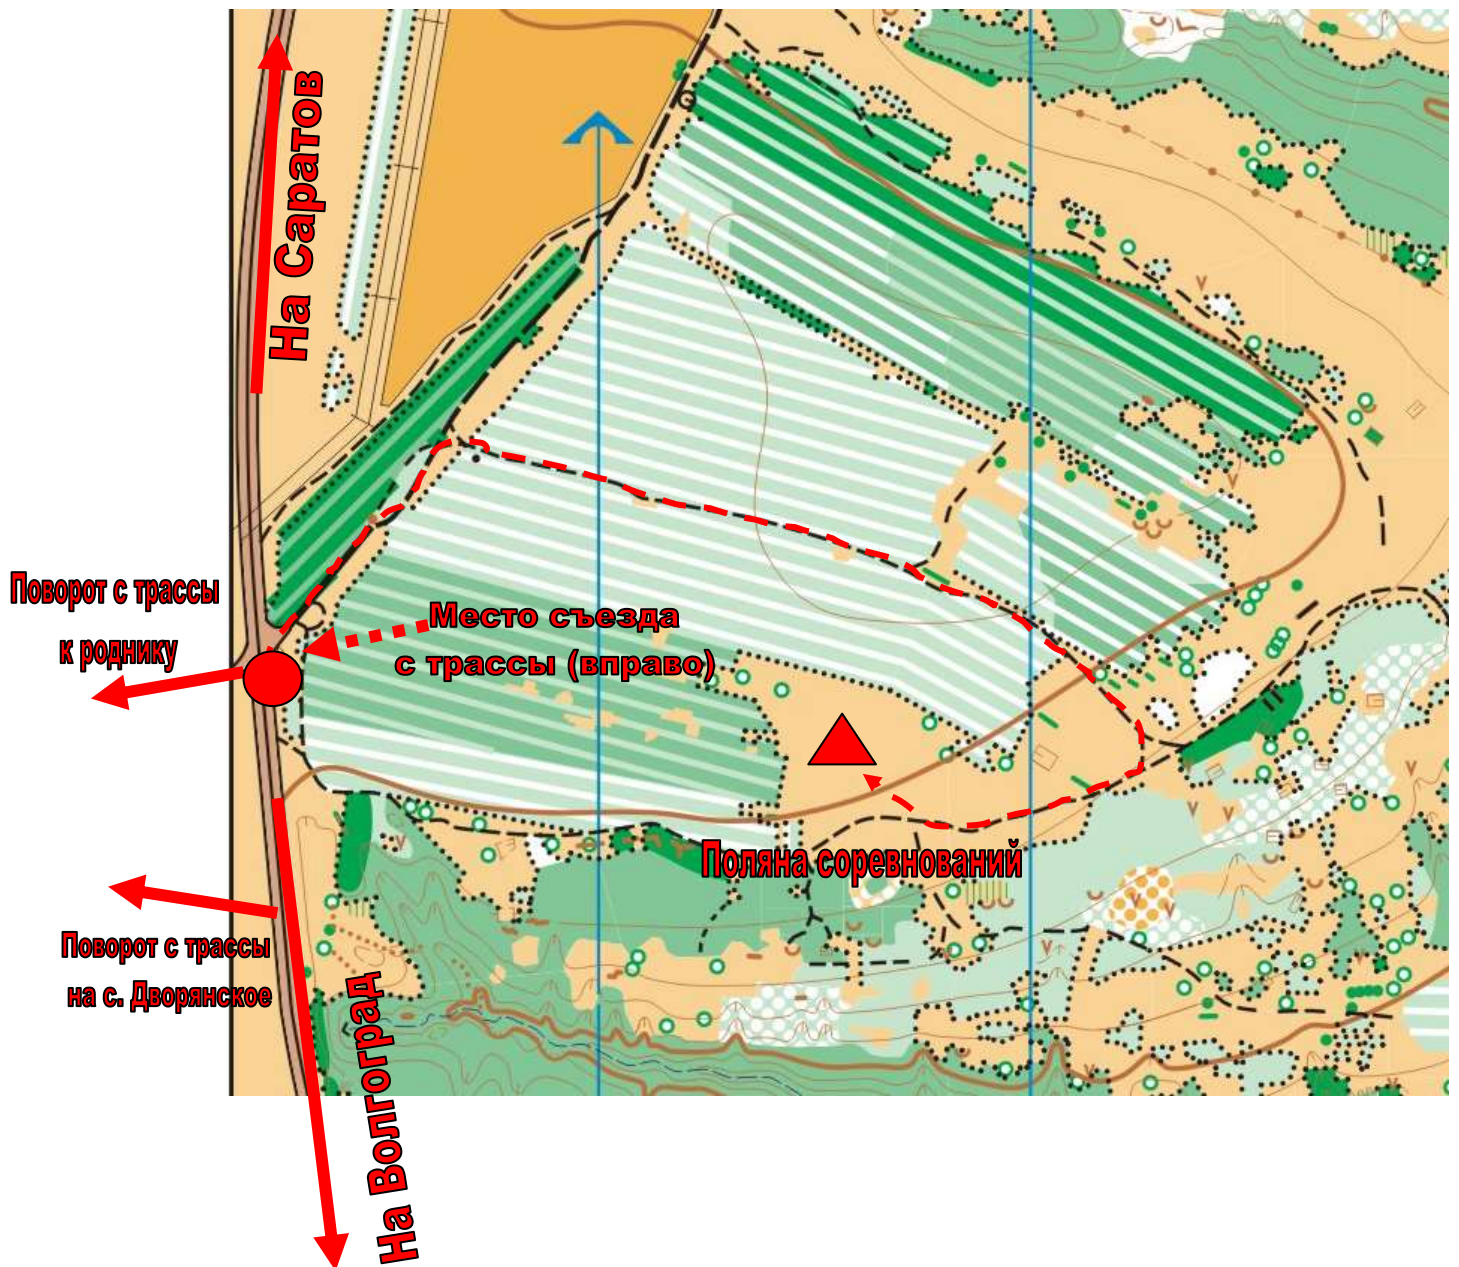 На Саратов
Поворот с трассы
к роднику
Место съезда
с трассы (вправо)
Поляна соревнований
Поворот с трассы
на с. Дворянское
На Волгоград